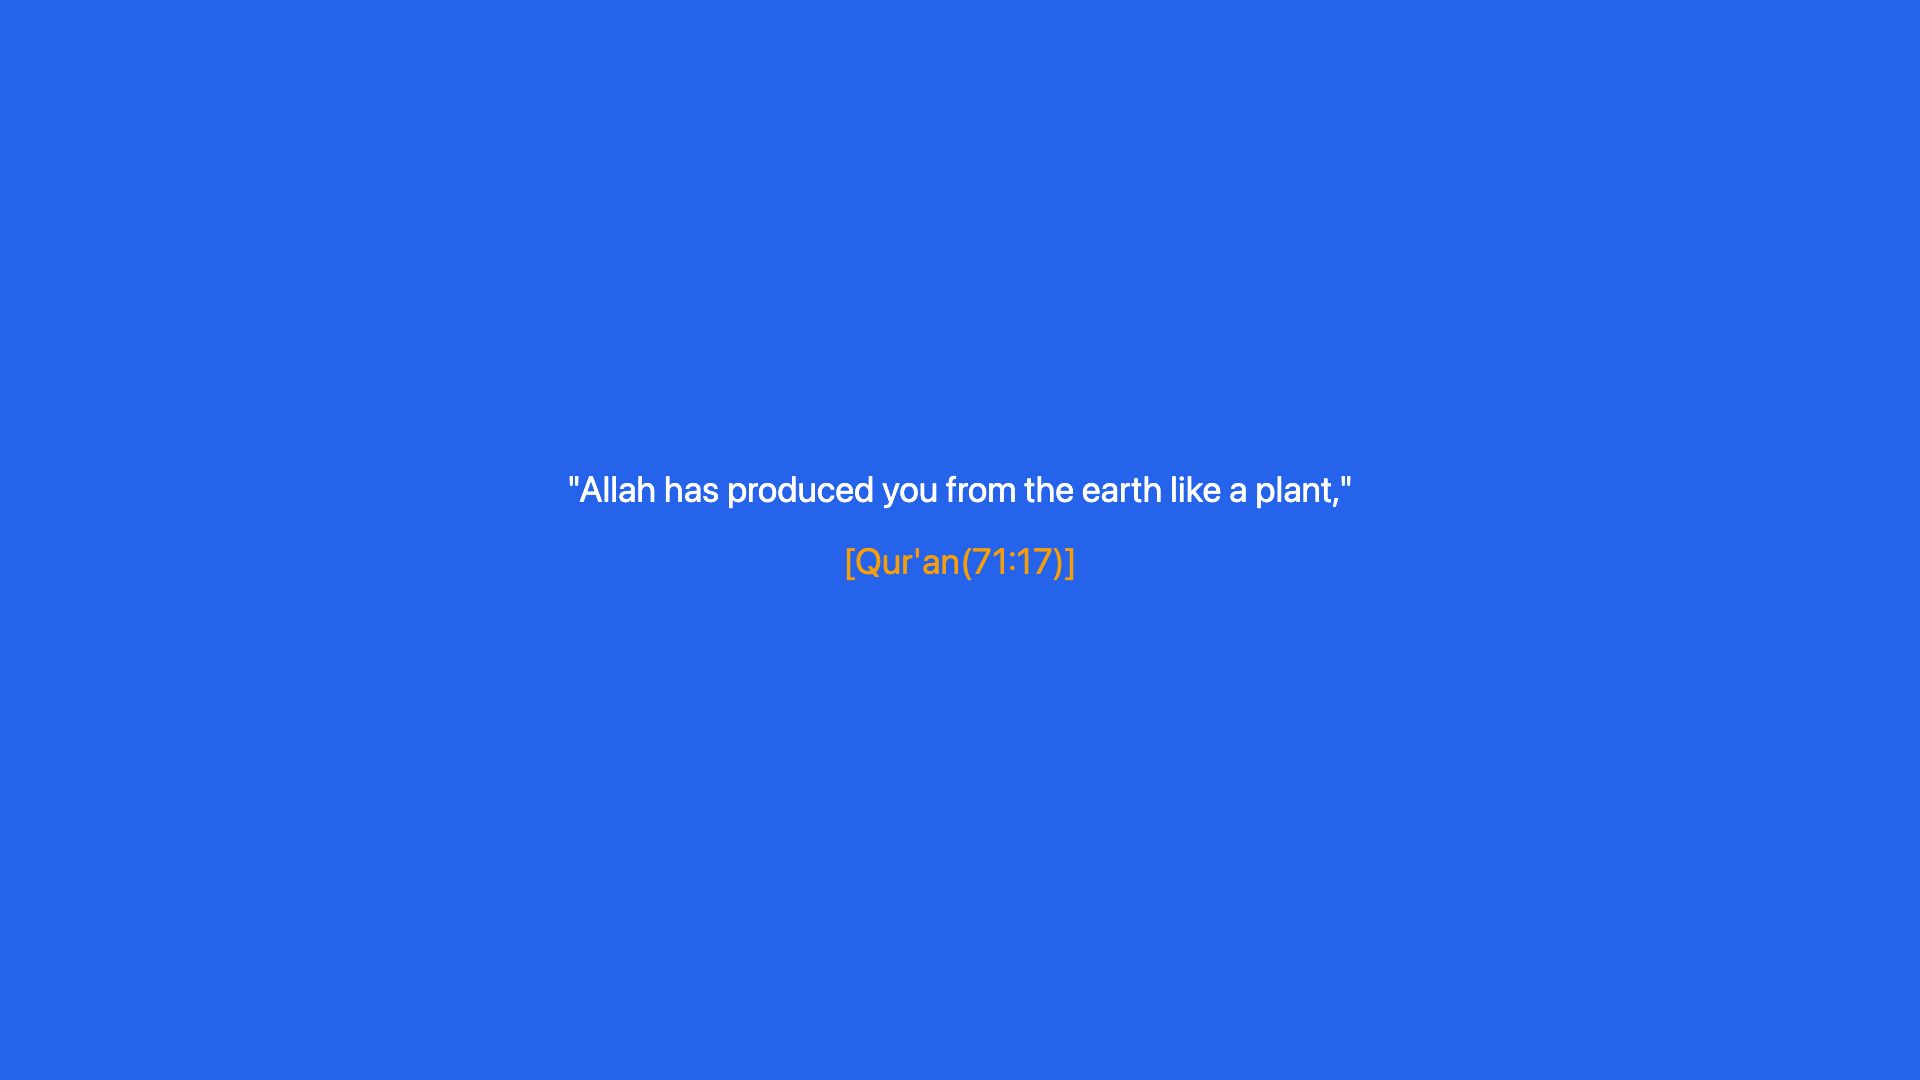 "Allah has produced you from the earth like a plant,"
[Qur'an(71:17)]